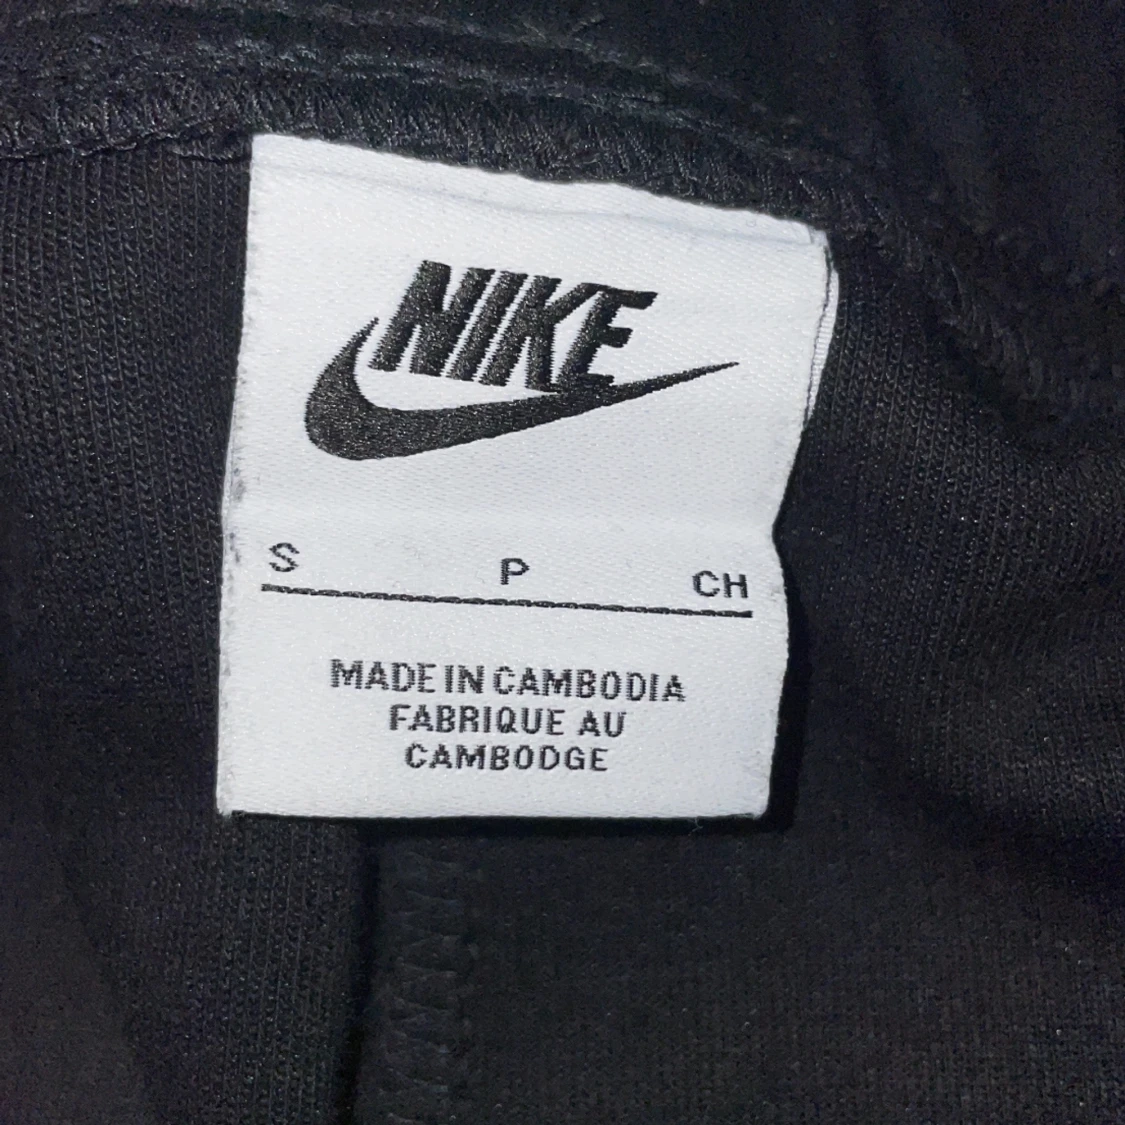 NIKE
S P CH
MADE IN CAMBODIA
FABRIQUE AU
CAMBODGE